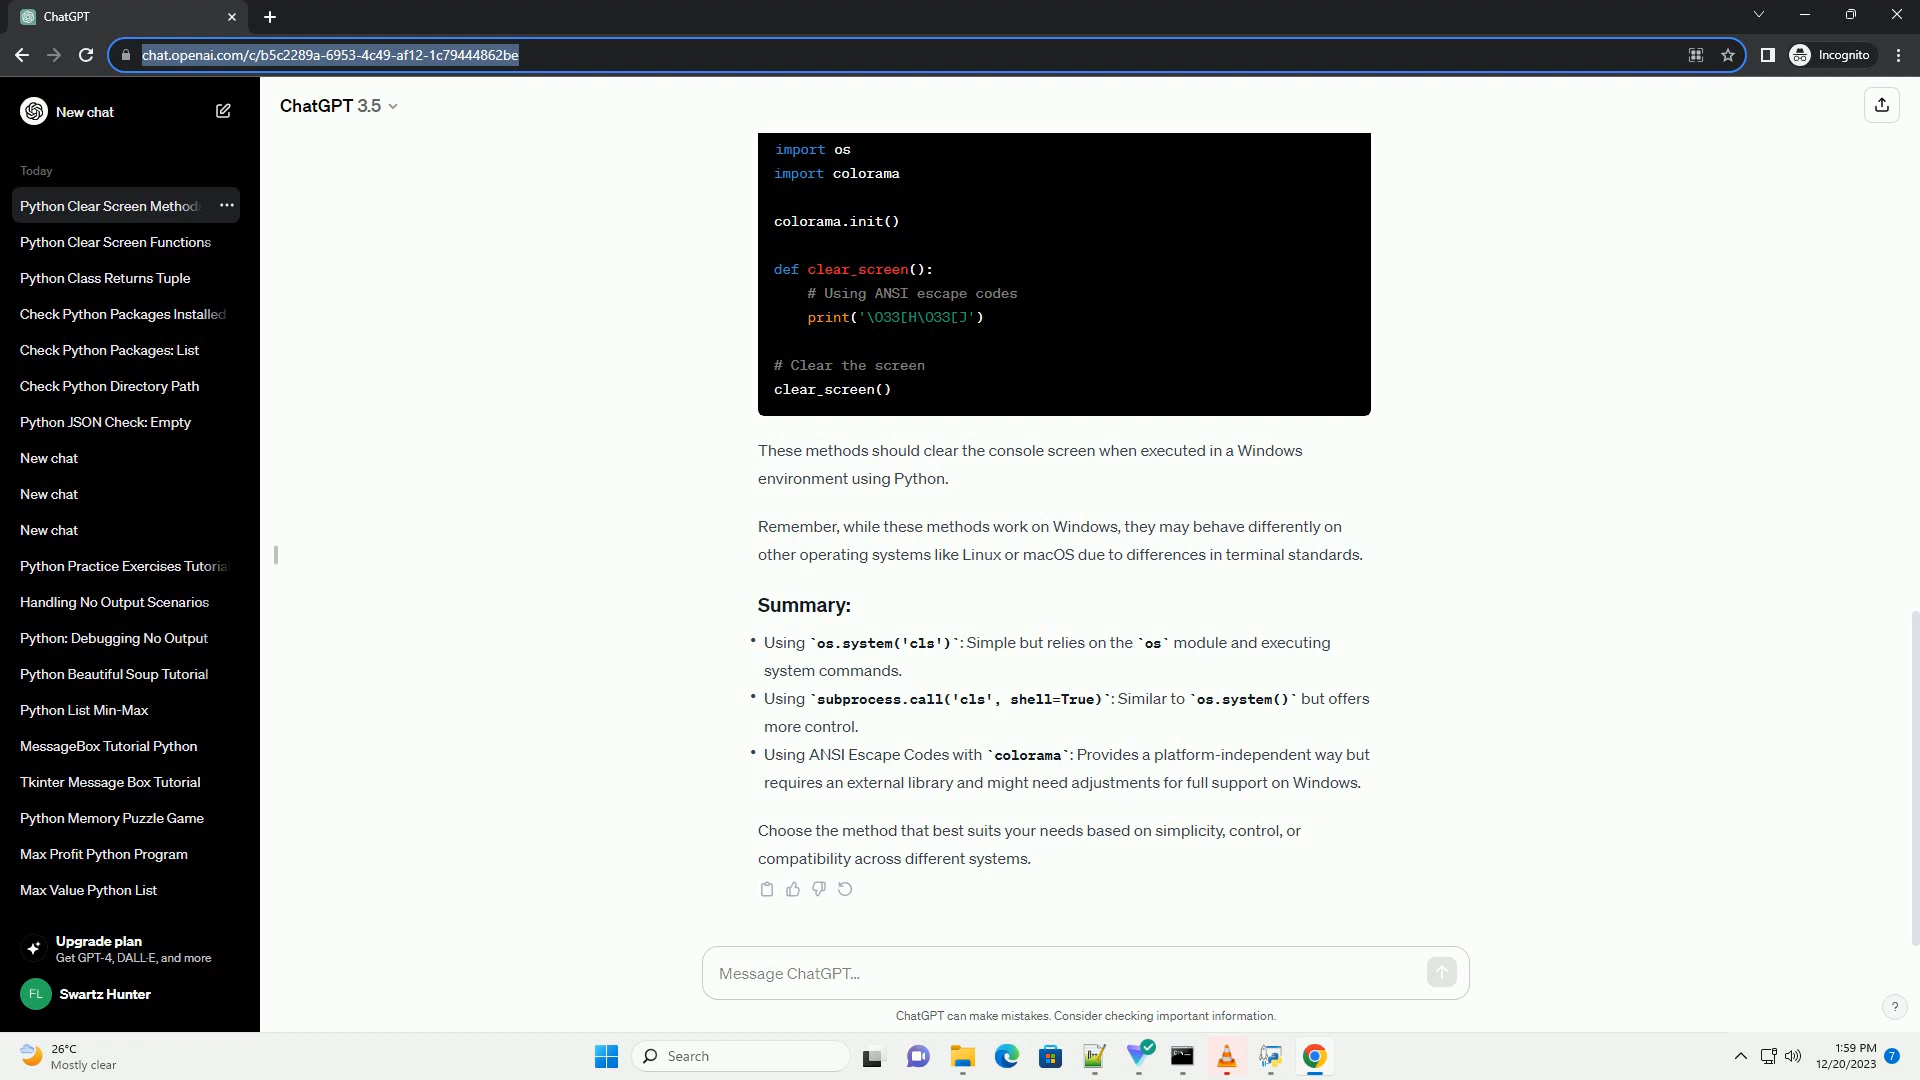 ChatGPT
chat.openai.com/c/b5c2289a-6953-4c49-af12-1c79444862be
Incognito
New chat
ChatGPT 3.5
Today
Python Clear Screen Methods
Python Clear Screen Functions
Python Class Returns Tuple
Check Python Packages Installed
Check Python Packages: List
Check Python Directory Path
Python JSON Check: Empty
New chat
New chat
New chat
Python Practice Exercises Tutorial
Handling No Output Scenarios
Python: Debugging No Output
Python Beautiful Soup Tutorial
Python List Min-Max
MessageBox Tutorial Python
Tkinter Message Box Tutorial
Python Memory Puzzle Game
Max Profit Python Program
Max Value Python List
Upgrade plan
Get GPT-4, DALL·E, and more
FL
Swartz Hunter
import os
import colorama
colorama.init()
def clear_screen():
# Using ANSI escape codes
print('\033[H\033[J')
# Clear the screen
clear_screen()
These methods should clear the console screen when executed in a Windows
environment using Python.
Remember, while these methods work on Windows, they may behave differently on
other operating systems like Linux or macOS due to differences in terminal standards.
Summary:
• Using `os.system('cls')`: Simple but relies on the `os` module and executing
system commands.
• Using `subprocess.call('cls', shell=True)`: Similar to `os.system()` but offers
more control.
• Using ANSI Escape Codes with `colorama`: Provides a platform-independent way but
requires an external library and might need adjustments for full support on Windows.
Choose the method that best suits your needs based on simplicity, control, or
compatibility across different systems.
Message ChatGPT...
ChatGPT can make mistakes. Consider checking important information.
?
26°C
Mostly clear
Search
1:59 PM
12/20/2023
7